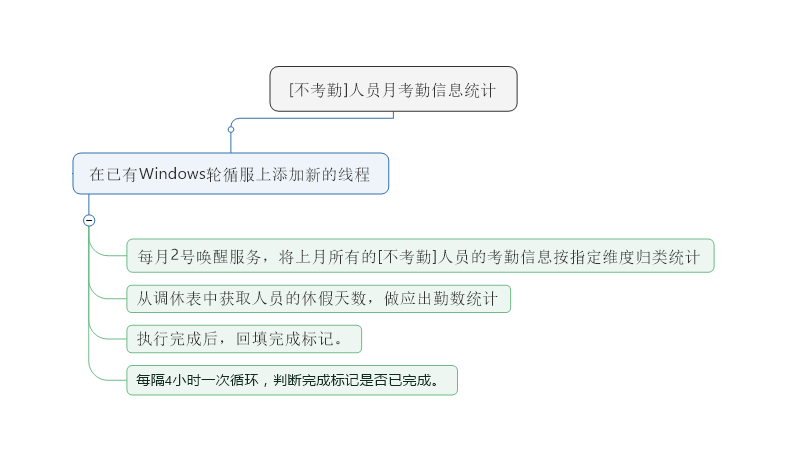 [不考勤]人员月考勤信息统计
在已有Windows轮循服上添加新的线程
每月2号唤醒服务，将上月所有的[不考勤]人员的考勤信息按指定维度归类统计
从调休表中获取人员的休假天数，做应出勤数统计
执行完成后，回填完成标记。
每隔4小时一次循环，判断完成标记是否已完成。